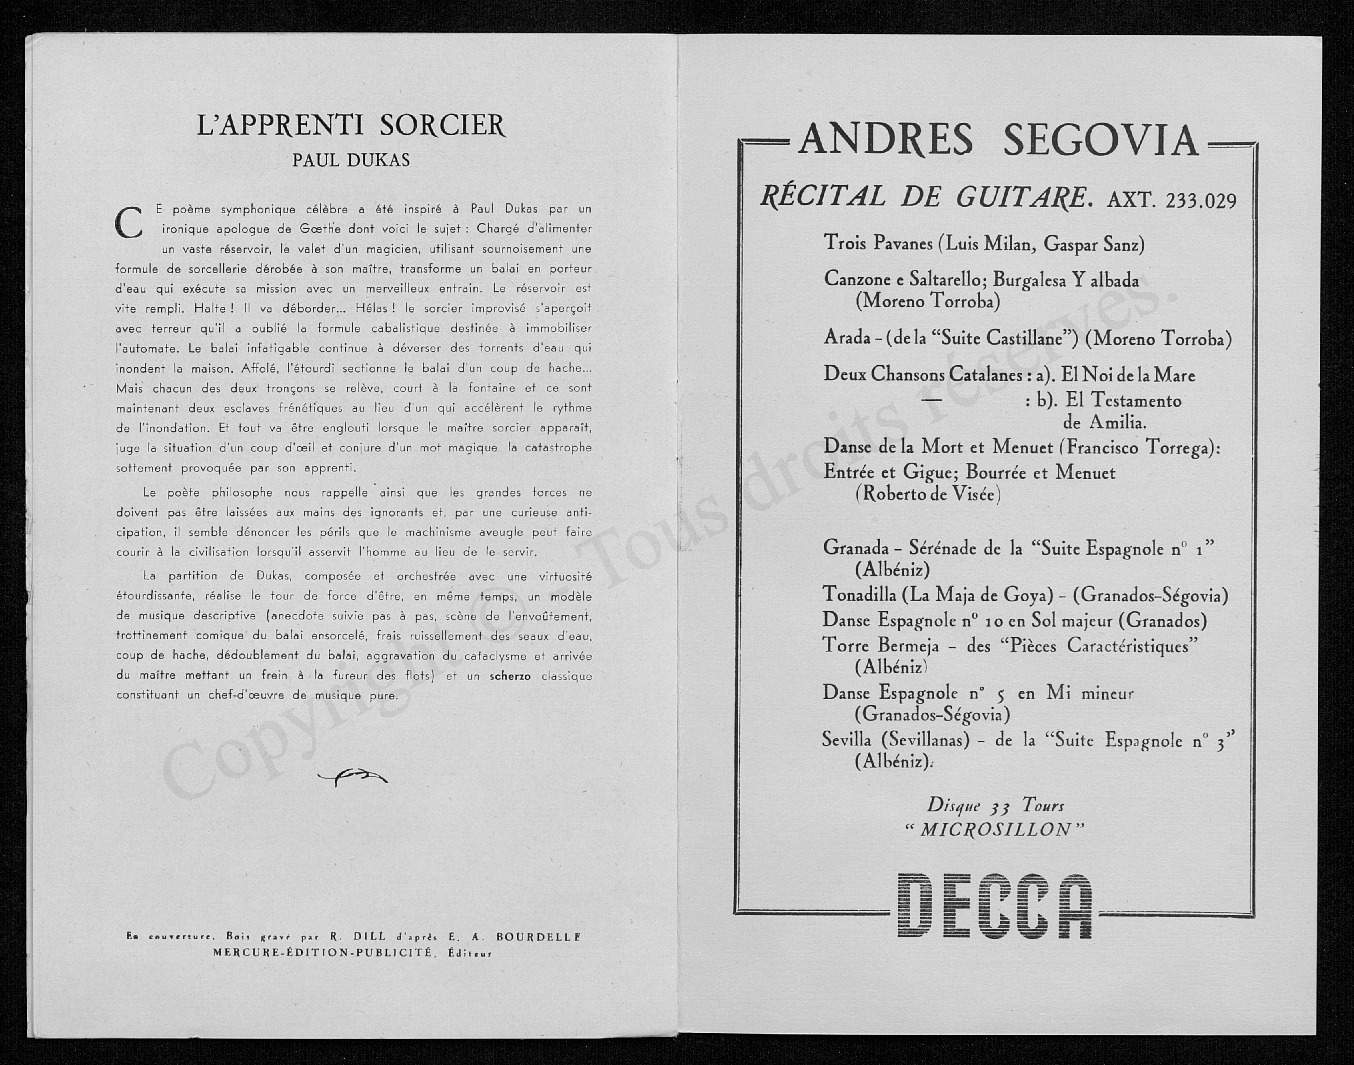 L'APPRENTI SORCIER
PAUL DUKAS
CE poème symphonique célèbre a été inspiré à Paul Dukas par un
ironique apologue de Gœthe dont voici le sujet : Chargé d'alimenter
un vaste réservoir, le valet d'un magicien, utilisant sournoisement une
formule de sorcellerie dérobée à son maître, transforme un balai en porteur
d'eau qui exécute sa mission avec un merveilleux entrain. Le réservoir est
vite rempli. Halte ! Il va déborder... Hélas ! le sorcier improvisé s'aperçoit
avec terreur qu'il a oublié la formule cabalistique destinée à immobiliser
l'automate. Le balai infatigable continue à déverser des torrents d'eau qui
inondent la maison. Affolé, l'étourdi sectionne le balai d'un coup de hache...
Mais chacun des deux tronçons se relève, court à la fontaine et ce sont
maintenant deux esclaves frénétiques au lieu d'un qui accélèrent le rythme
de l'inondation. Et tout va être englouti lorsque le maître sorcier apparaît,
juge la situation d'un coup d'œil et conjure d'un mot magique la catastrophe
sottement provoquée par son apprenti.
Le poète philosophe nous rappelle ainsi que les grandes forces ne
doivent pas être laissées aux mains des ignorants et, par une curieuse anti-
cipation, il semble dénoncer les périls que le machinisme aveugle peut faire
courir à la civilisation lorsqu'il asservit l'homme au lieu de le servir.
La partition de Dukas, composée et orchestrée avec une virtuosité
étourdissante, réalise le tour de force d'être, en même temps, un modèle
de musique descriptive (anecdote suivie pas à pas, scène de l'envoûtement,
trottinement comique du balai ensorcelé, frais ruissellement des seaux d'eau,
coup de hache, dédoublement du balai, aggravation du cataclysme et arrivée
du maître mettant un frein à la fureur des flots) et un scherzo classique
constituant un chef-d'œuvre de musique pure.
En couverture, Bois gravé par R. DILL d'après E. A. BOURDELLE
MERCURE-ÉDITION-PUBLICITÉ, Éditeur
ANDRES SEGOVIA
RÉCITAL DE GUITARE. AXT. 233.029
Trois Pavanes (Luis Milan, Gaspar Sanz)
Canzone e Saltarello; Burgalesa Y albada
(Moreno Torroba)
Arada - (de la "Suite Castillane") (Moreno Torroba)
Deux Chansons Catalanes : a). El Noi de la Mare
— : b). El Testamento
de Amilia.
Danse de la Mort et Menuet (Francisco Torrega):
Entrée et Gigue; Bourrée et Menuet
(Roberto de Visée)
Granada - Sérénade de la "Suite Espagnole n° 1"
(Albéniz)
Tonadilla (La Maja de Goya) - (Granados-Ségovia)
Danse Espagnole n° 10 en Sol majeur (Granados)
Torre Bermeja - des "Pièces Caractéristiques"
(Albéniz)
Danse Espagnole n° 5 en Mi mineur
(Granados-Ségovia)
Sevilla (Sevillanas) - de la "Suite Espagnole n° 3"
(Albéniz).
Disque 33 Tours
"MICROSILLON"
DECCA
Copyright © - Tous droits réservés.